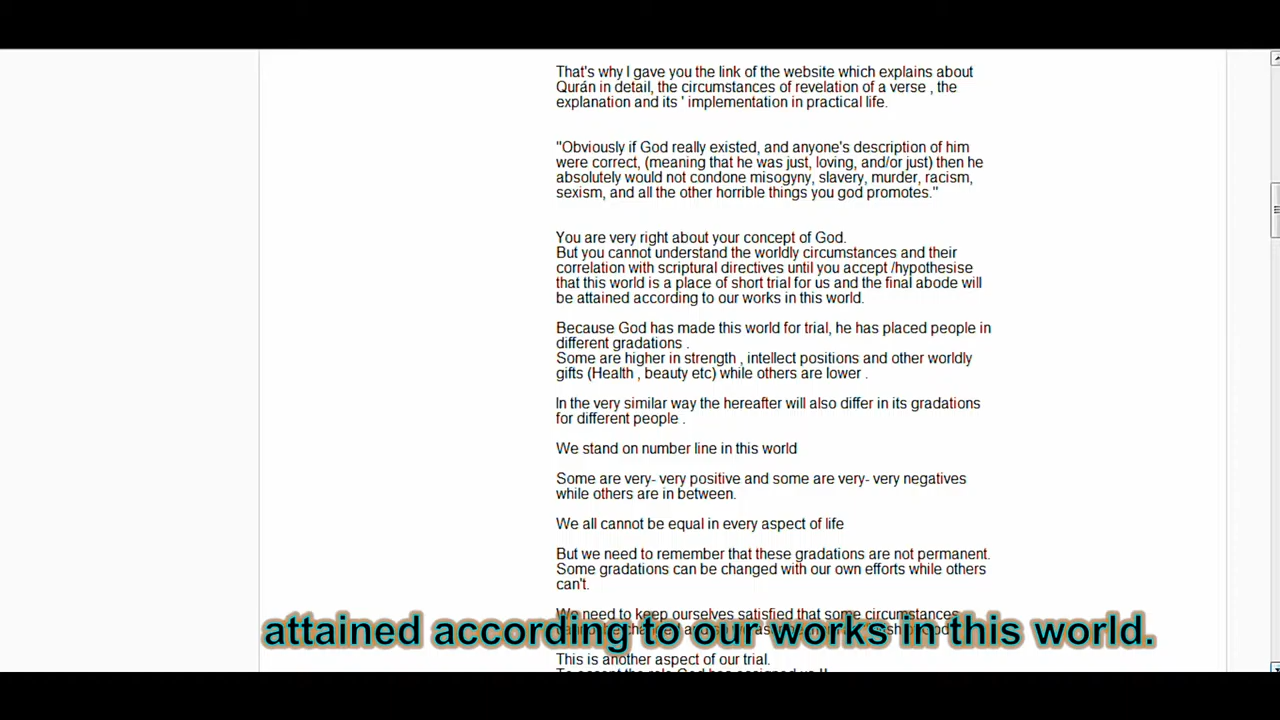 That's why I gave you the link of the website which explains about
Qurán in detail, the circumstances of revelation of a verse , the
explanation and its ' implementation in practical life.
"Obviously if God really existed, and anyone's description of him
were correct, (meaning that he was just, loving, and/or just) then he
absolutely would not condone misogyny, slavery, murder, racism,
sexism, and all the other horrible things you god promotes."
You are very right about your concept of God.
But you cannot understand the worldly circumstances and their
correlation with scriptural directives until you accept /hypothesise
that this world is a place of short trial for us and the final abode will
be attained according to our works in this world.
Because God has made this world for trial, he has placed people in
different gradations .
Some are higher in strength , intellect positions and other worldly
gifts (Health , beauty etc) while others are lower .
In the very similar way the hereafter will also differ in its gradations
for different people .
We stand on number line in this world
Some are very- very positive and some are very- very negatives
while others are in between.
We all cannot be equal in every aspect of life
But we need to remember that these gradations are not permanent.
Some gradations can be changed with our own efforts while others
can't.
We need to keep ourselves satisfied that some circumstances
attained according to our works in this world.
This is another aspect of our trial.
To accept the role God has assigned us !!